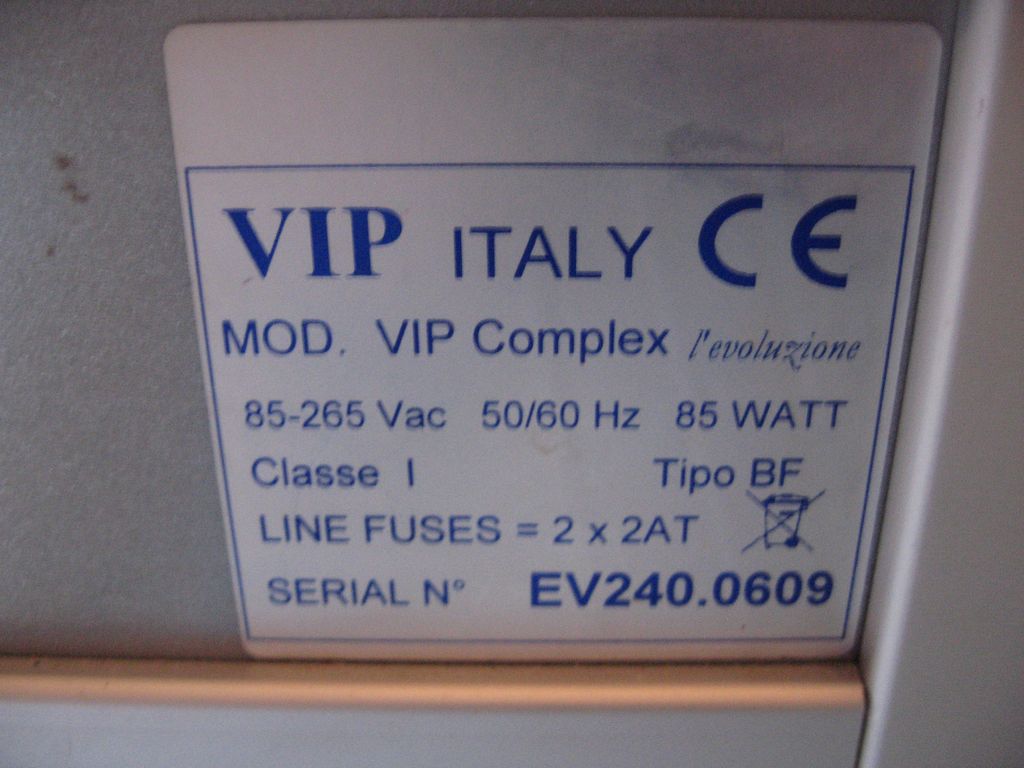 VIP ITALY CE
MOD. VIP Complex l'evoluzione
85-265 Vac 50/60 Hz 85 WATT
Classe I Tipo BF
LINE FUSES = 2 x 2AT
SERIAL N° EV240.0609